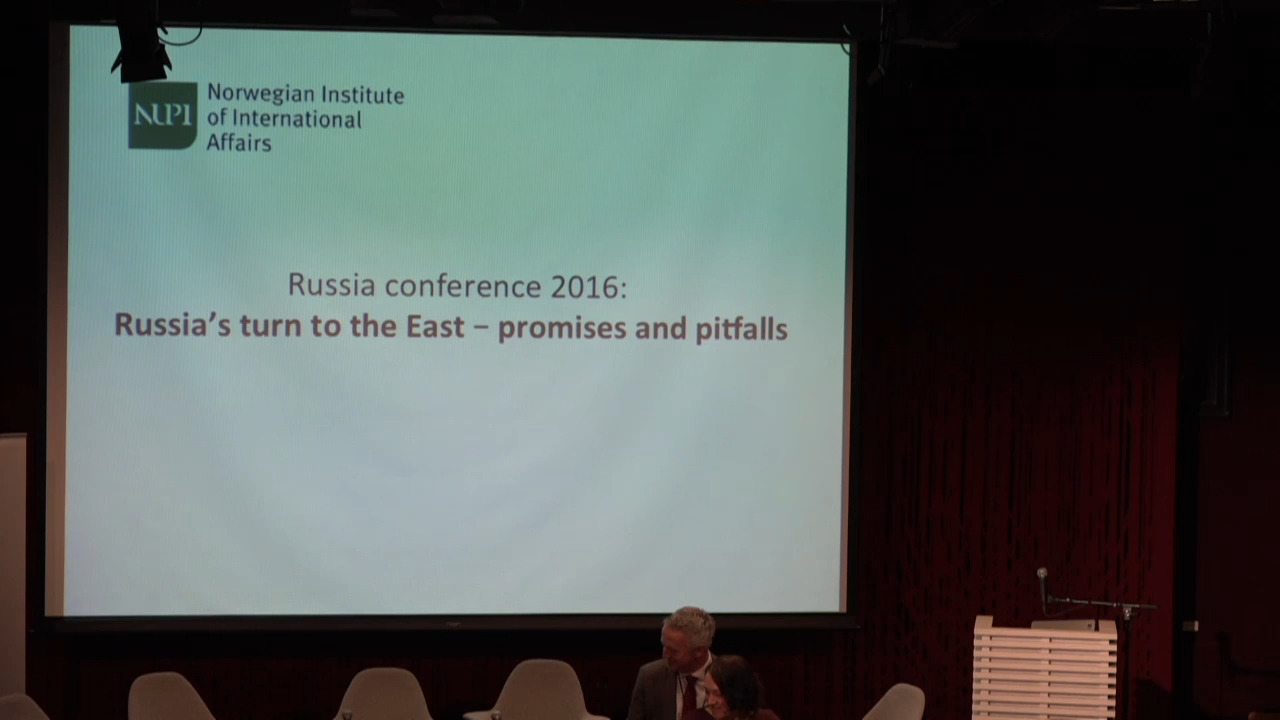 NUPI
Norwegian Institute
of International
Affairs
Russia conference 2016:
Russia's turn to the East – promises and pitfalls